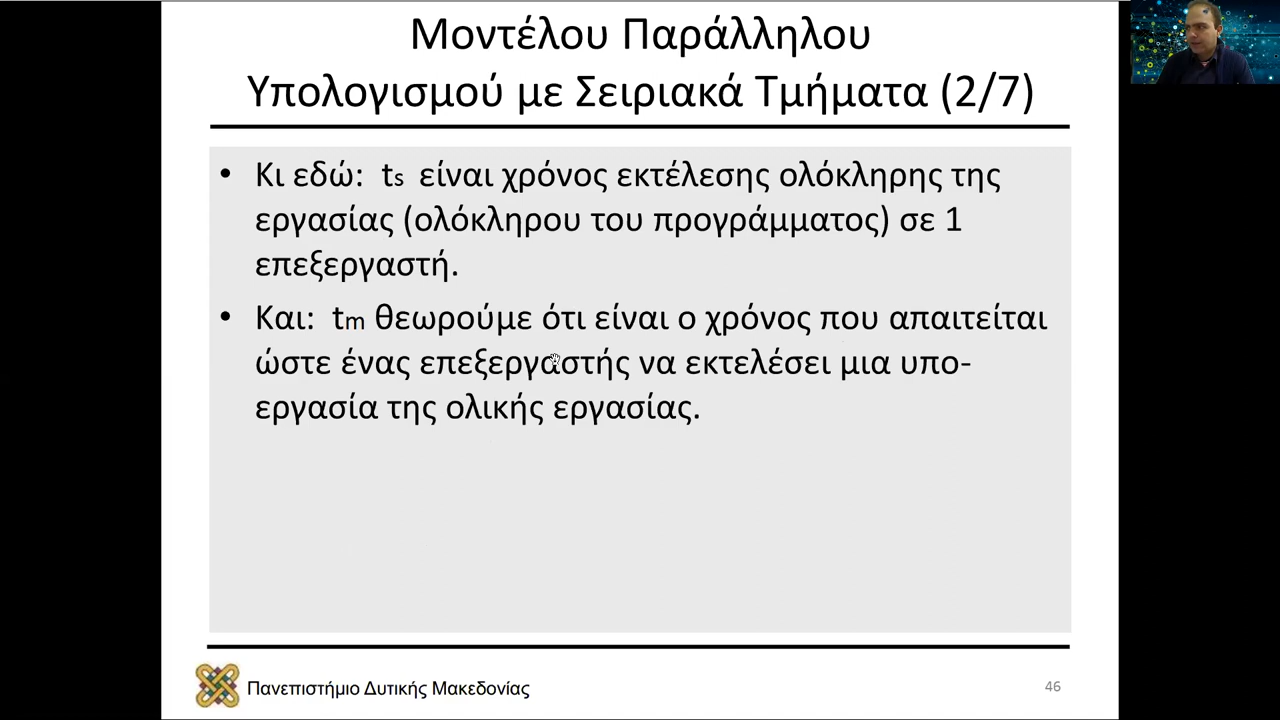 Μοντέλου Παράλληλου
Υπολογισμού με Σειριακά Τμήματα (2/7)
• Κι εδώ: ts είναι χρόνος εκτέλεσης ολόκληρης της
εργασίας (ολόκληρου του προγράμματος) σε 1
επεξεργαστή.
• Και: tm θεωρούμε ότι είναι ο χρόνος που απαιτείται
ώστε ένας επεξεργαστής να εκτελέσει μια υπο-
εργασία της ολικής εργασίας.
Πανεπιστήμιο Δυτικής Μακεδονίας
46